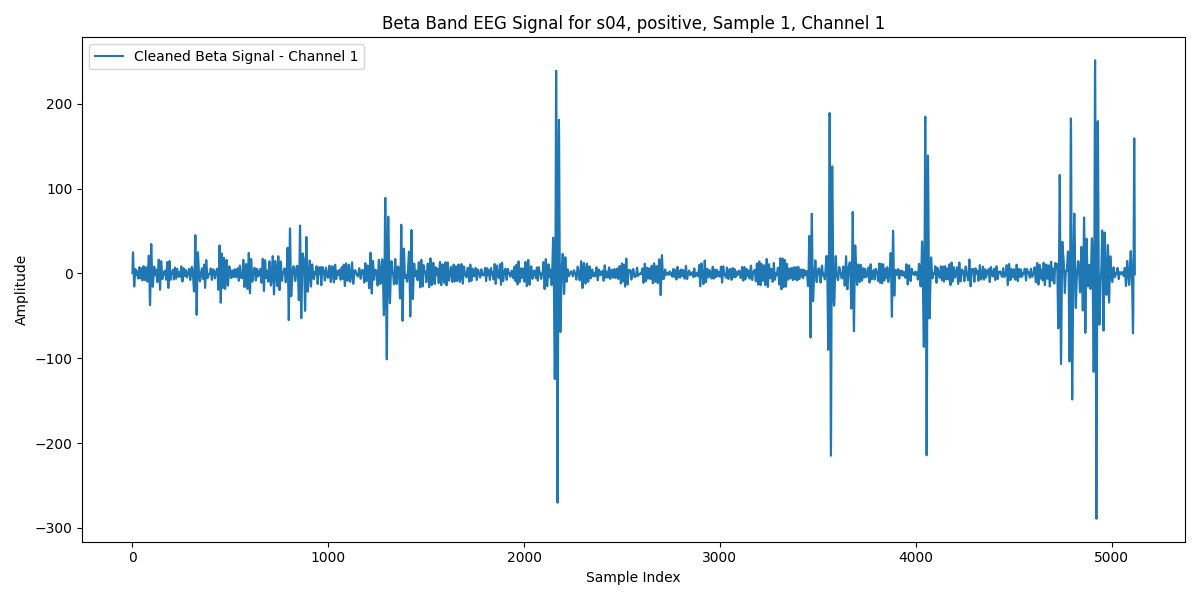 Beta Band EEG Signal for s04, positive, Sample 1, Channel 1
Cleaned Beta Signal - Channel 1
Amplitude
200
100
0
−100
−200
−300
0 1000 2000 3000 4000 5000
Sample Index